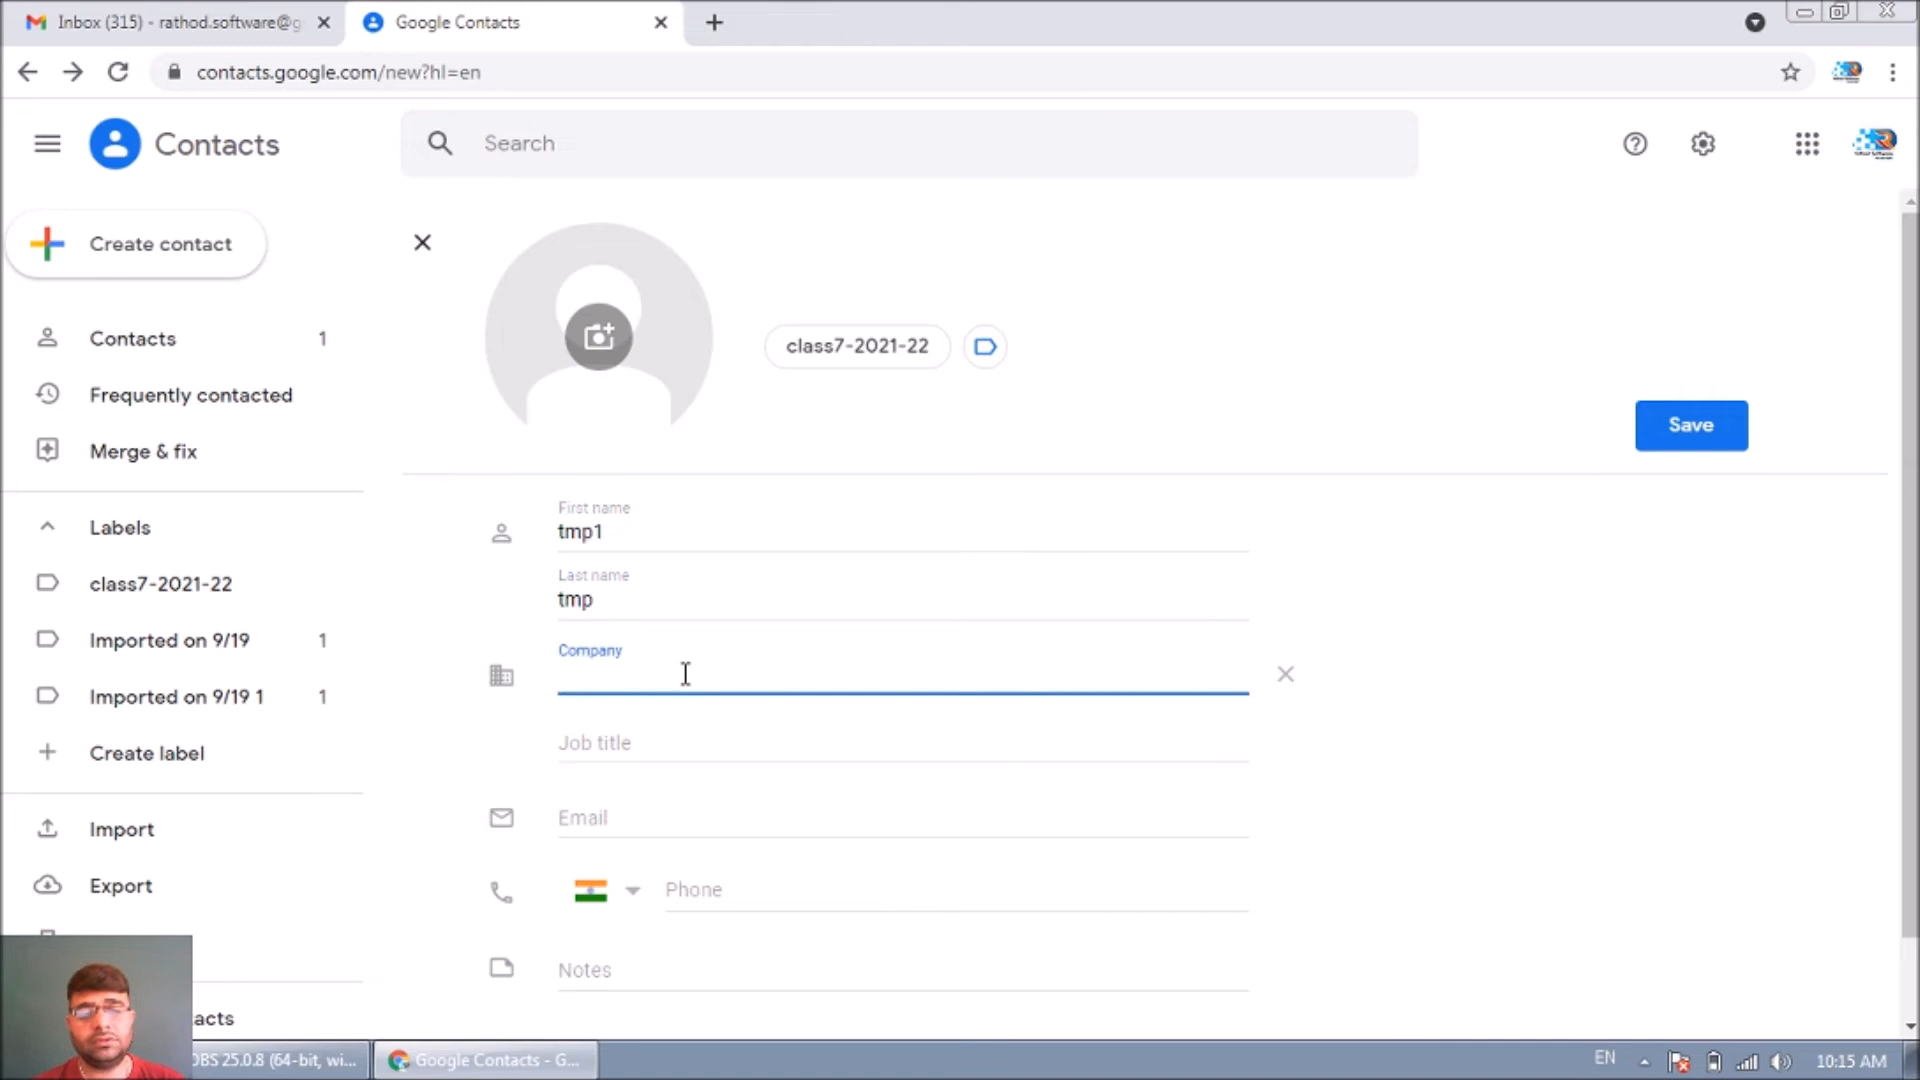 Inbox (315) - rathod.software@g
Google Contacts
contacts.google.com/new?hl=en
Contacts
Search
Create contact
class7-2021-22
Contacts 1
Frequently contacted
Save
Merge & fix
First name
tmp1
Labels
Last name
class7-2021-22
tmp
Imported on 9/19 1
Company
Imported on 9/19 1 1
Job title
Create label
Email
Import
Export
Phone
Notes
acts
OBS 25.0.8 (64-bit, wi...
Google Contacts - G...
EN
10:15 AM